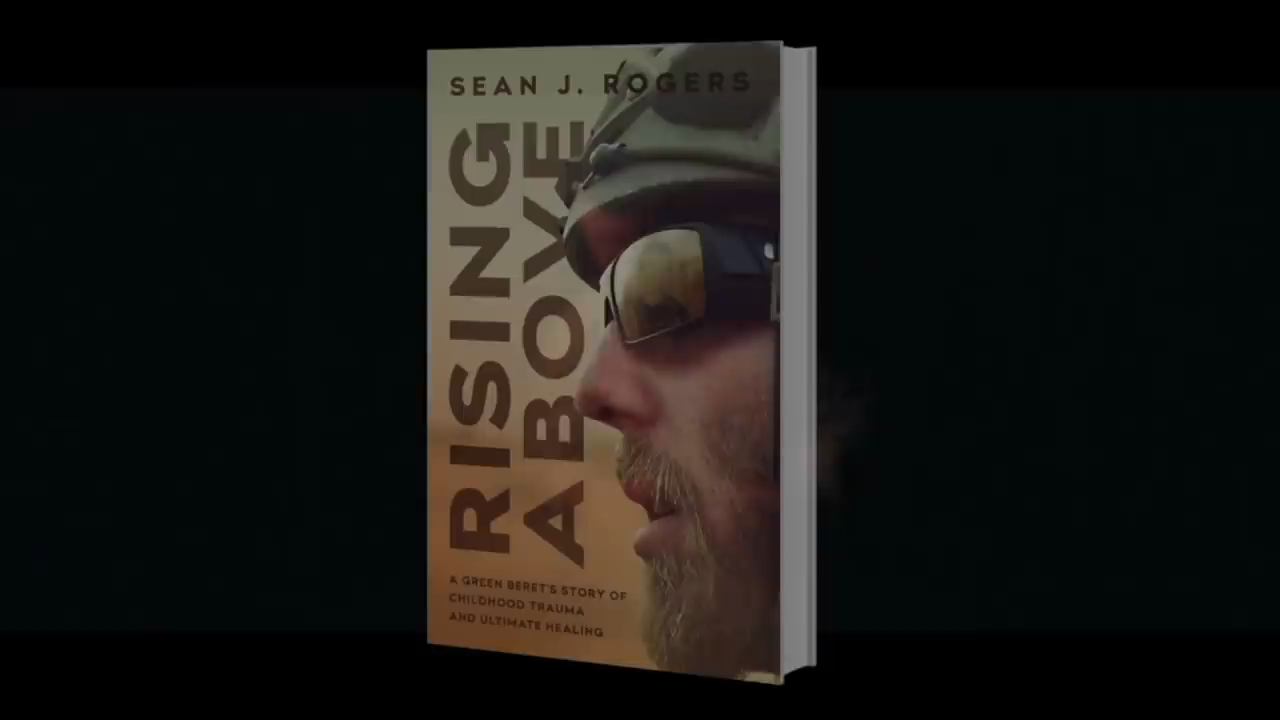 SEAN J. ROGERS
RISING
ABOVE
A GREEN BERET'S STORY OF
CHILDHOOD TRAUMA
AND ULTIMATE HEALING